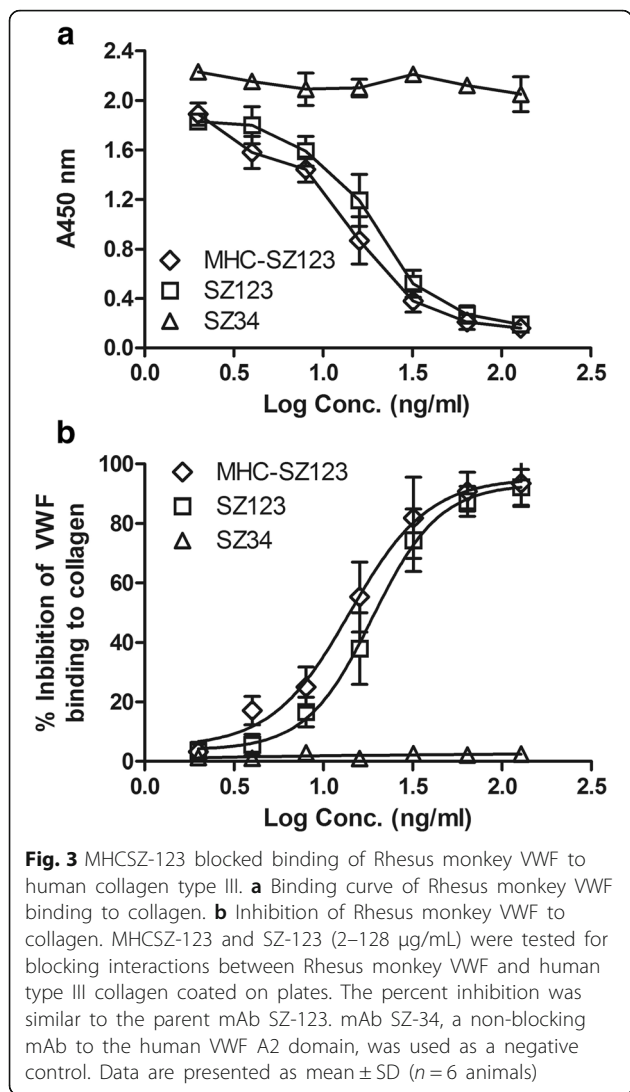 a
2.4
2.0
1.6
1.2
0.8
0.4
0.0
A450 nm
MHC-SZ123
SZ123
SZ34
0.0 0.5 1.0 1.5 2.0 2.5
Log Conc. (ng/ml)
b
100
80
60
40
20
0
% Inbibition of VWF
binding to collagen
MHC-SZ123
SZ123
SZ34
0.0 0.5 1.0 1.5 2.0 2.5
Log Conc. (ng/ml)
Fig. 3 MHCSZ-123 blocked binding of Rhesus monkey VWF to
human collagen type III. a Binding curve of Rhesus monkey VWF
binding to collagen. b Inhibition of Rhesus monkey VWF to
collagen. MHCSZ-123 and SZ-123 (2–128 μg/mL) were tested for
blocking interactions between Rhesus monkey VWF and human
type III collagen coated on plates. The percent inhibition was
similar to the parent mAb SZ-123. mAb SZ-34, a non-blocking
mAb to the human VWF A2 domain, was used as a negative
control. Data are presented as mean ± SD (n = 6 animals)